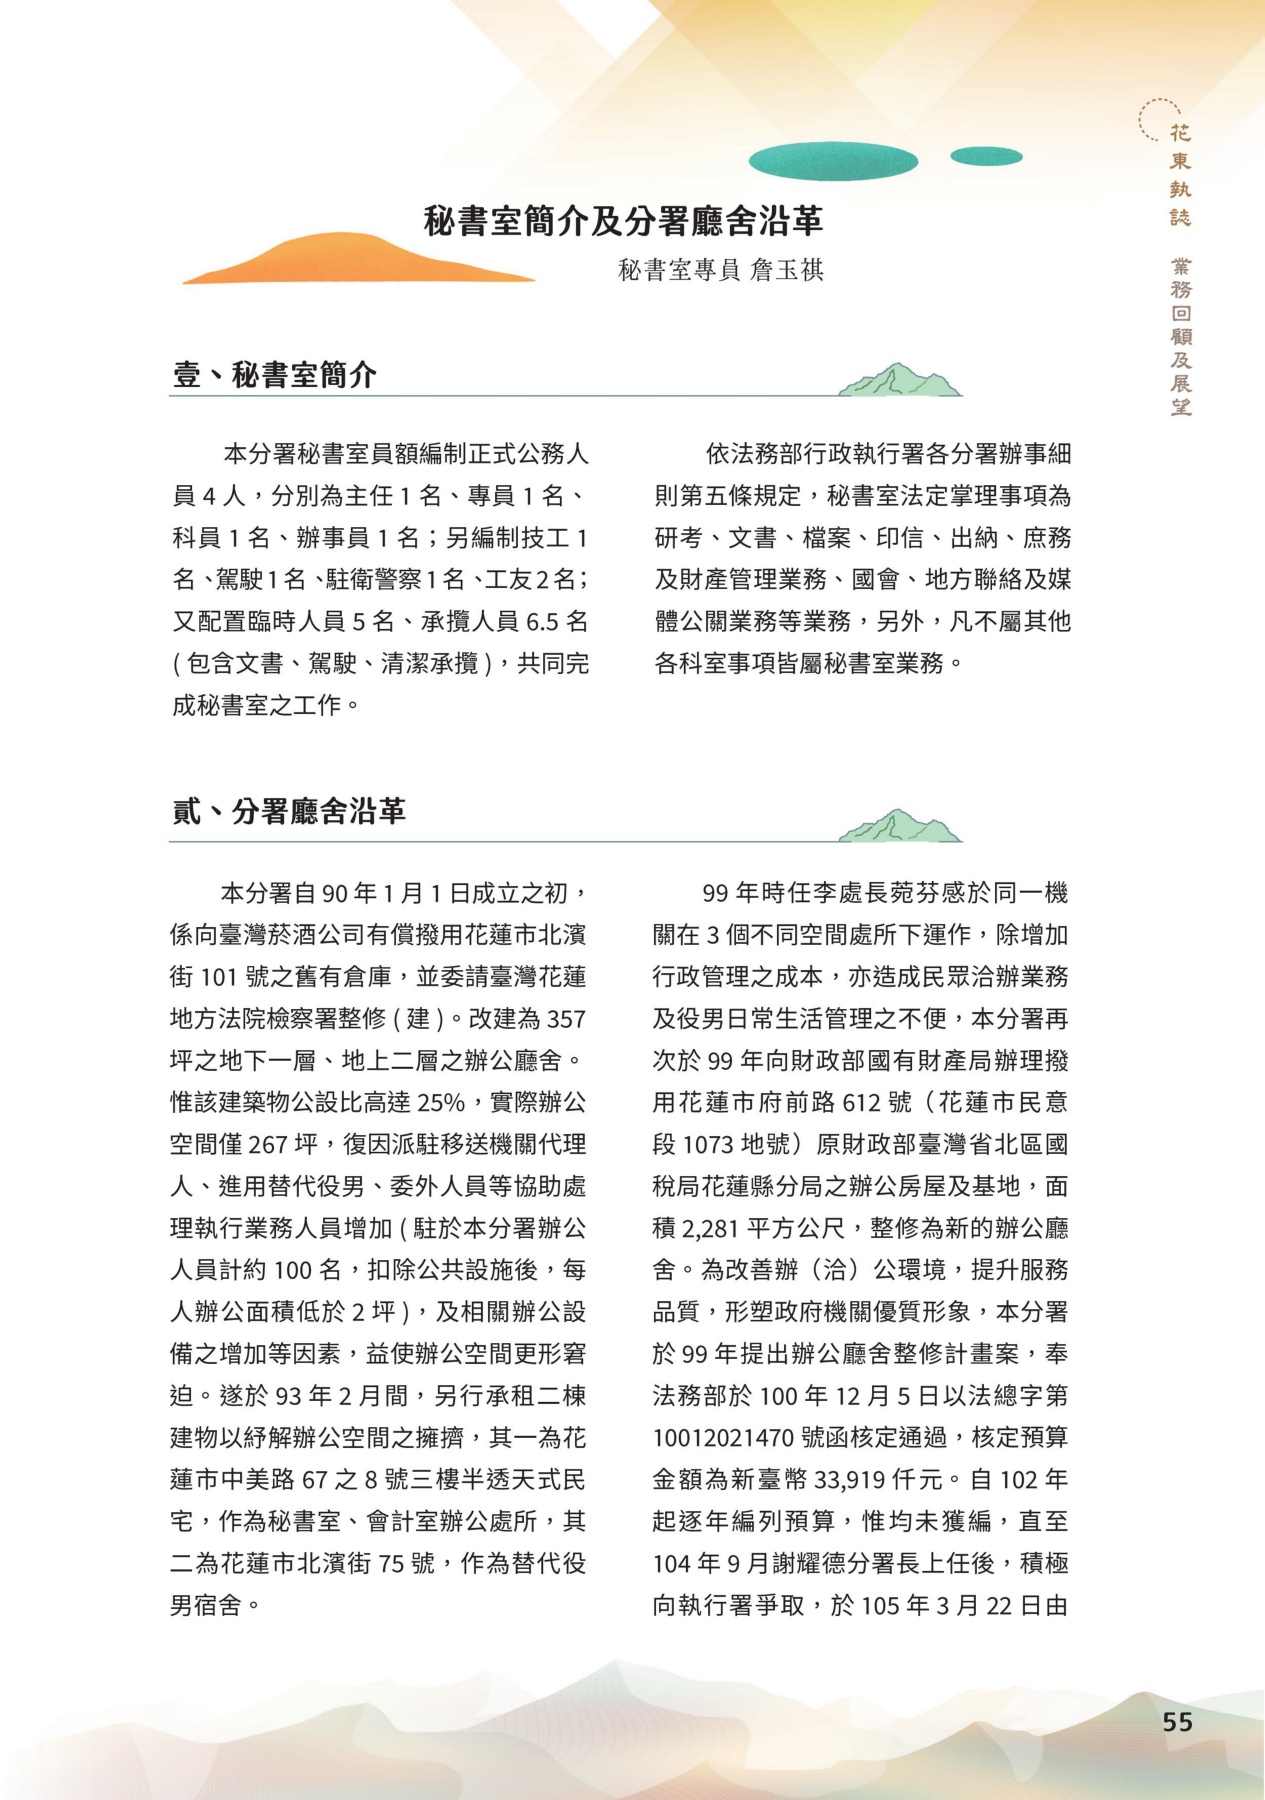 花東執誌 業務回顧及展望
秘書室簡介及分署廳舍沿革
秘書室專員 詹玉祺
壹、秘書室簡介
本分署秘書室員額編制正式公務人
員 4 人，分別為主任 1 名、專員 1 名、
科員 1 名、辦事員 1 名；另編制技工 1
名、駕駛 1 名、駐衛警察 1 名、工友 2 名；
又配置臨時人員 5 名、承攬人員 6.5 名
( 包含文書、駕駛、清潔承攬 )，共同完
成秘書室之工作。
依法務部行政執行署各分署辦事細
則第五條規定，秘書室法定掌理事項為
研考、文書、檔案、印信、出納、庶務
及財產管理業務、國會、地方聯絡及媒
體公關業務等業務，另外，凡不屬其他
各科室事項皆屬秘書室業務。
貳、分署廳舍沿革
本分署自 90 年 1 月 1 日成立之初，
係向臺灣菸酒公司有償撥用花蓮市北濱
街 101 號之舊有倉庫，並委請臺灣花蓮
地方法院檢察署整修 ( 建 )。改建為 357
坪之地下一層、地上二層之辦公廳舍。
惟該建築物公設比高達 25%，實際辦公
空間僅 267 坪，復因派駐移送機關代理
人、進用替代役男、委外人員等協助處
理執行業務人員增加 ( 駐於本分署辦公
人員計約 100 名，扣除公共設施後，每
人辦公面積低於 2 坪 )，及相關辦公設
備之增加等因素，益使辦公空間更形窘
迫。遂於 93 年 2 月間，另行承租二棟
建物以紓解辦公空間之擁擠，其一為花
蓮市中美路 67 之 8 號三樓半透天式民
宅，作為秘書室、會計室辦公處所，其
二為花蓮市北濱街 75 號，作為替代役
男宿舍。
99 年時任李處長菀芬感於同一機
關在 3 個不同空間處所下運作，除增加
行政管理之成本，亦造成民眾洽辦業務
及役男日常生活管理之不便，本分署再
次於 99 年向財政部國有財產局辦理撥
用花蓮市府前路 612 號（花蓮市民意
段 1073 地號）原財政部臺灣省北區國
稅局花蓮縣分局之辦公房屋及基地，面
積 2,281 平方公尺，整修為新的辦公廳
舍。為改善辦（洽）公環境，提升服務
品質，形塑政府機關優質形象，本分署
於 99 年提出辦公廳舍整修計畫案，奉
法務部於 100 年 12 月 5 日以法總字第
10012021470 號函核定通過，核定預算
金額為新臺幣 33,919 仟元。自 102 年
起逐年編列預算，惟均未獲編，直至
104 年 9 月謝耀德分署長上任後，積極
向執行署爭取，於 105 年 3 月 22 日由
55